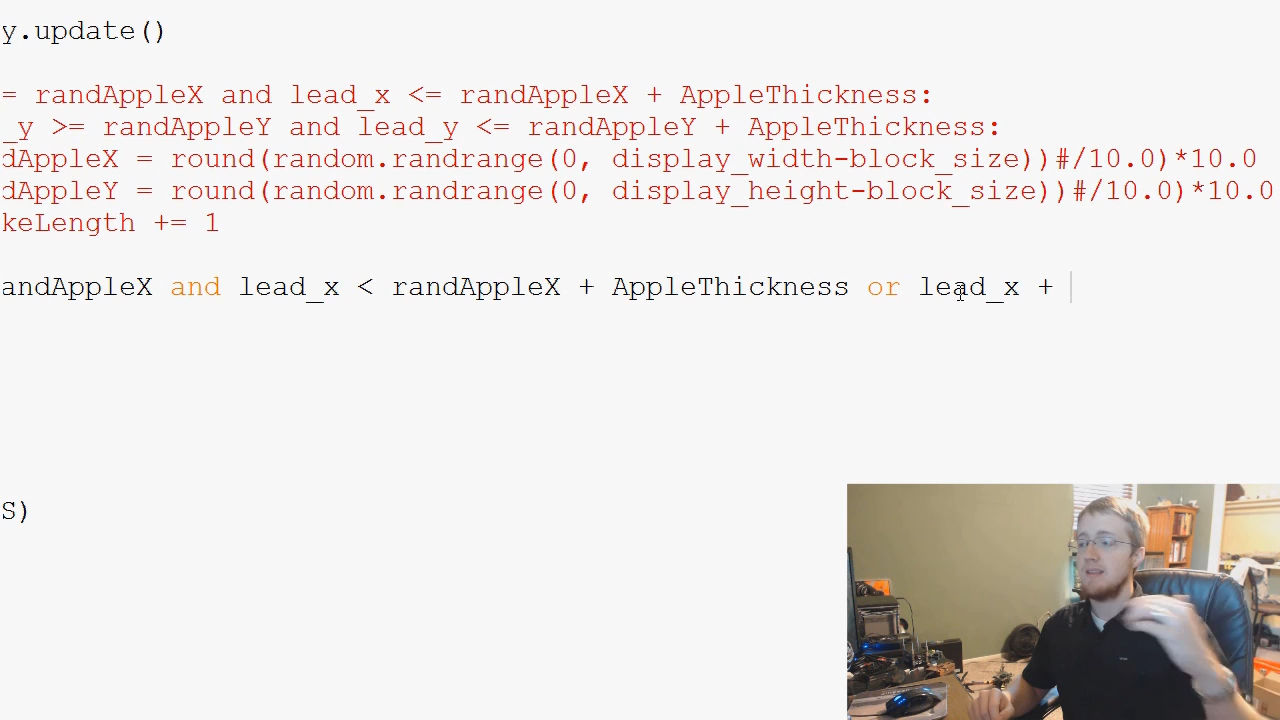 y.update()
= randAppleX and lead_x <= randAppleX + AppleThickness:
_y >= randAppleY and lead_y <= randAppleY + AppleThickness:
dAppleX = round(random.randrange(0, display_width-block_size))#/10.0)*10.0
dAppleY = round(random.randrange(0, display_height-block_size))#/10.0)*10.0
keLength += 1
andAppleX and lead_x < randAppleX + AppleThickness or lead_x +
S)